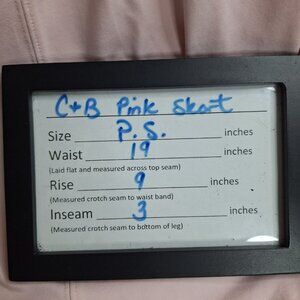 C+B Pink Skort
Size P.S. inches
Waist 19 inches
(Laid flat and measured across top seam)
Rise 9 inches
(Measured crotch seam to waist band)
Inseam 3 inches
(Measured crotch seam to bottom of leg)